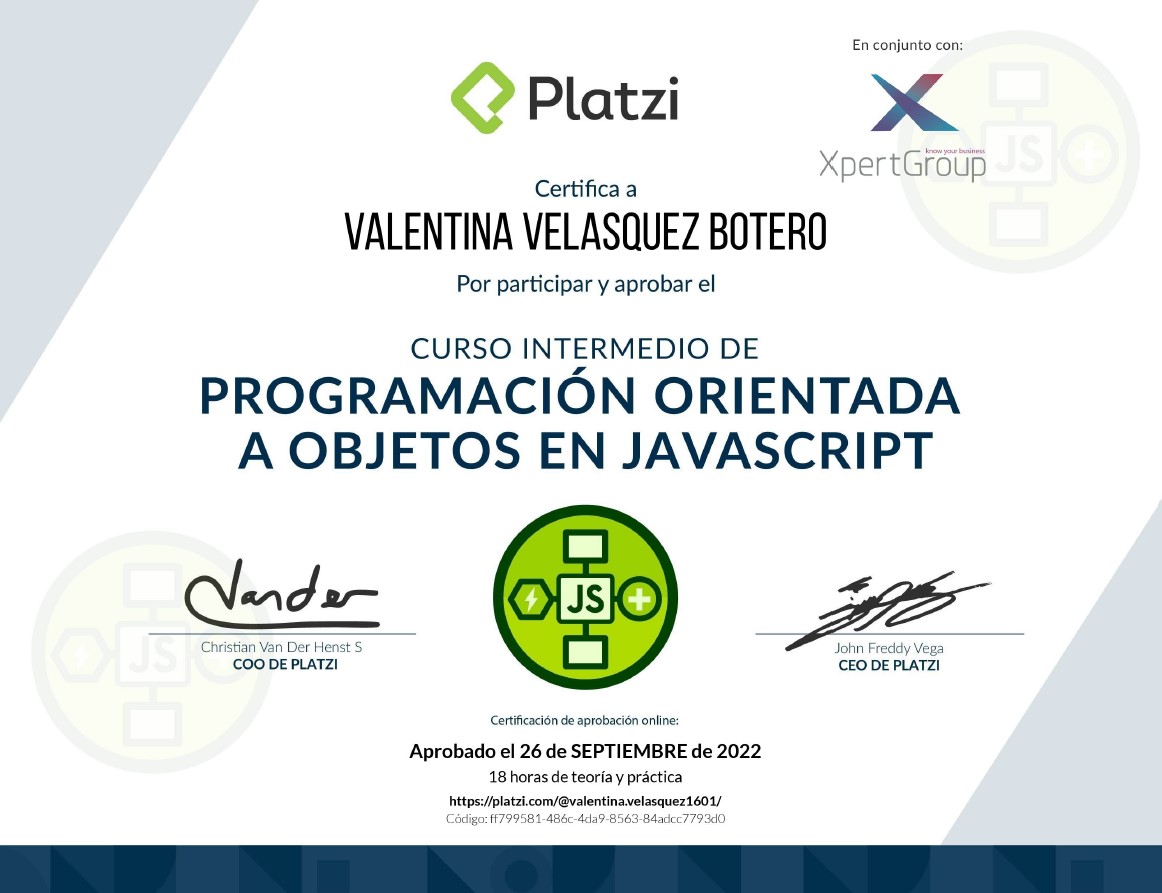 En conjunto con:
Platzi
know your business
XpertGroup
Certifica a
VALENTINA VELASQUEZ BOTERO
Por participar y aprobar el
CURSO INTERMEDIO DE
PROGRAMACIÓN ORIENTADA
A OBJETOS EN JAVASCRIPT
JS
JS
JS
Vander
Christian Van Der Henst S
COO DE PLATZI
John Freddy Vega
CEO DE PLATZI
Certificación de aprobación online:
Aprobado el 26 de SEPTIEMBRE de 2022
18 horas de teoría y práctica
https://platzi.com/@valentina.velasquez1601/
Código: ff799581-486c-4da9-8563-84adcc7793d0